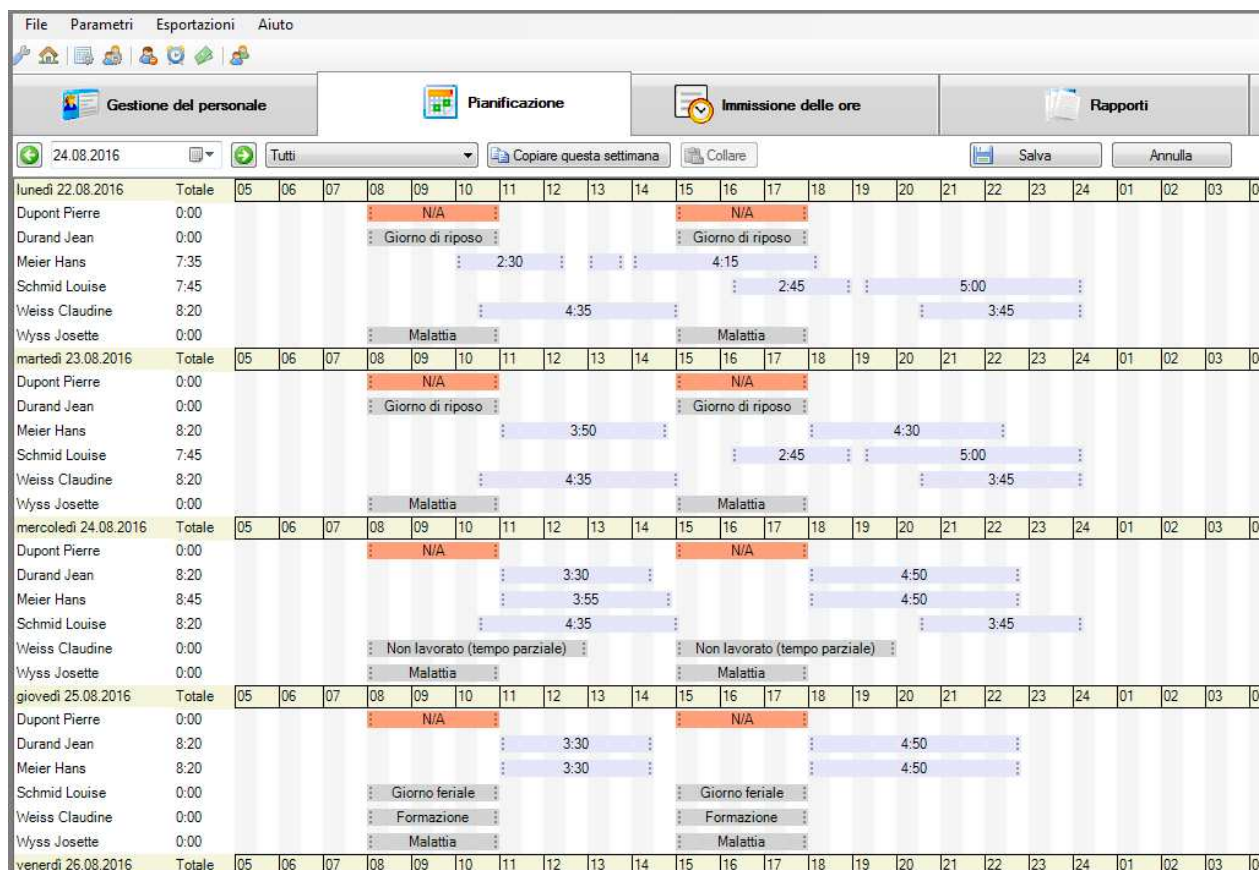 File Parametri Esportazioni Aiuto
Gestione del personale Pianificazione Immissione delle ore Rapporti
24.08.2016 Tutti Copiare questa settimana Collare Salva Annulla
lunedì 22.08.2016 Totale 05 06 07 08 09 10 11 12 13 14 15 16 17 18 19 20 21 22 23 24 01 02 03 0
Dupont Pierre 0:00 N/A N/A
Durand Jean 0:00 Giorno di riposo Giorno di riposo
Meier Hans 7:35 2:30 4:15
Schmid Louise 7:45 2:45 5:00
Weiss Claudine 8:20 4:35 3:45
Wyss Josette 0:00 Malattia Malattia
martedì 23.08.2016 Totale 05 06 07 08 09 10 11 12 13 14 15 16 17 18 19 20 21 22 23 24 01 02 03 0
Dupont Pierre 0:00 N/A N/A
Durand Jean 0:00 Giorno di riposo Giorno di riposo
Meier Hans 8:20 3:50 4:30
Schmid Louise 7:45 2:45 5:00
Weiss Claudine 8:20 4:35 3:45
Wyss Josette 0:00 Malattia Malattia
mercoledì 24.08.2016 Totale 05 06 07 08 09 10 11 12 13 14 15 16 17 18 19 20 21 22 23 24 01 02 03 0
Dupont Pierre 0:00 N/A N/A
Durand Jean 8:20 3:30 4:50
Meier Hans 8:45 3:55 4:50
Schmid Louise 8:20 4:35 3:45
Weiss Claudine 0:00 Non lavorato (tempo parziale) Non lavorato (tempo parziale)
Wyss Josette 0:00 Malattia Malattia
giovedì 25.08.2016 Totale 05 06 07 08 09 10 11 12 13 14 15 16 17 18 19 20 21 22 23 24 01 02 03 0
Dupont Pierre 0:00 N/A N/A
Durand Jean 8:20 3:30 4:50
Meier Hans 8:20 3:30 4:50
Schmid Louise 0:00 Giorno feriale Giorno feriale
Weiss Claudine 0:00 Formazione Formazione
Wyss Josette 0:00 Malattia Malattia
venerdì 26.08.2016 Totale 05 06 07 08 09 10 11 12 13 14 15 16 17 18 19 20 21 22 23 24 01 02 03 0